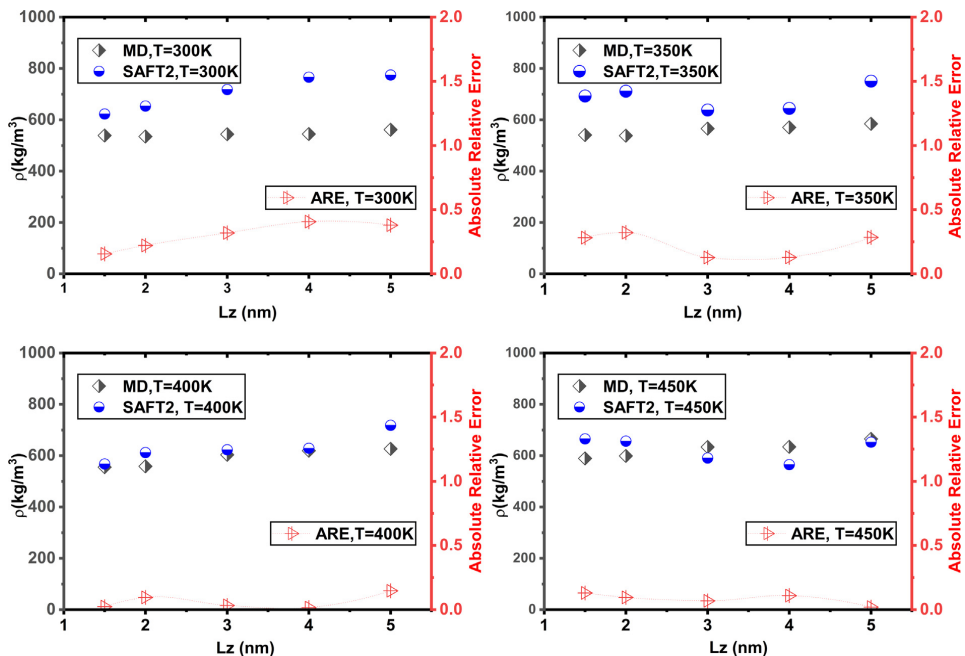 1000
800
600
400
200
0
ρ(kg/m³)
MD,T=300K
SAFT2,T=300K
ARE, T=300K
2.0
1.5
1.0
0.5
0.0
Absolute Relative Error
1 2 3 4 5
Lz (nm)
1000
800
600
400
200
0
ρ(kg/m³)
MD,T=350K
SAFT2,T=350K
ARE, T=350K
2.0
1.5
1.0
0.5
0.0
Absolute Relative Error
1 2 3 4 5
Lz (nm)
1000
800
600
400
200
0
ρ(kg/m³)
MD,T=400K
SAFT2, T=400K
ARE,T=400K
2.0
1.5
1.0
0.5
0.0
Absolute Relative Error
1 2 3 4 5
Lz (nm)
1000
800
600
400
200
0
ρ(kg/m³)
MD, T=450K
SAFT2, T=450K
ARE, T=450K
2.0
1.5
1.0
0.5
0.0
Absolute Relative Error
1 2 3 4 5
Lz (nm)